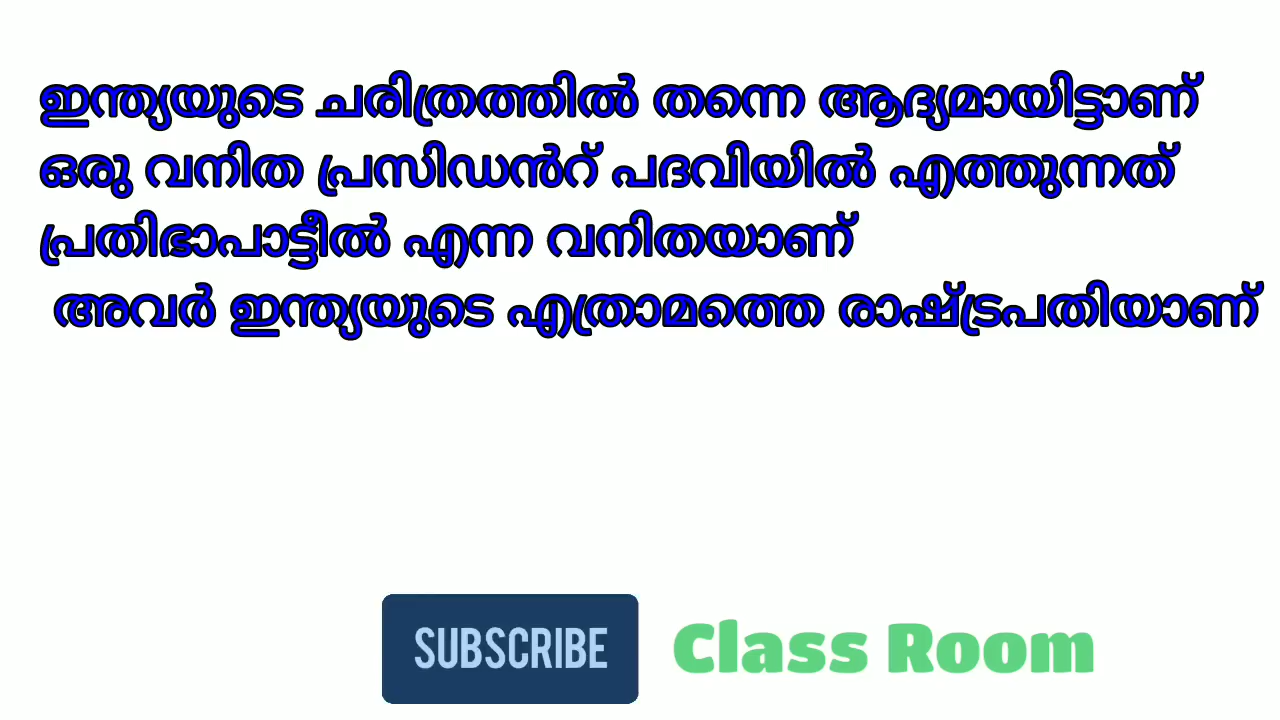 ഇന്ത്യയുടെ ചരിത്രത്തിൽ തന്നെ ആദ്യമായിട്ടാണ്
ഒരു വനിത പ്രസിഡൻറ് പദവിയിൽ എത്തുന്നത്
പ്രതിഭാപാട്ടീൽ എന്ന വനിതയാണ്
അവർ ഇന്ത്യയുടെ എത്രാമത്തെ രാഷ്ട്രപതിയാണ്
SUBSCRIBE Class Room